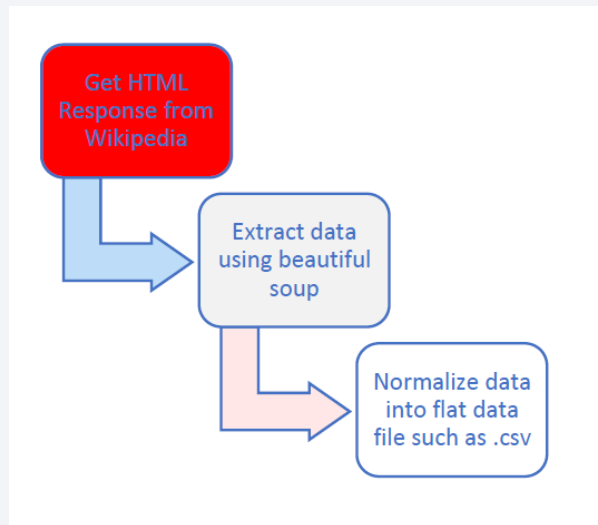 Get HTML
Response from
Wikipedia
Extract data
using beautiful
soup
Normalize data
into flat data
file such as .csv